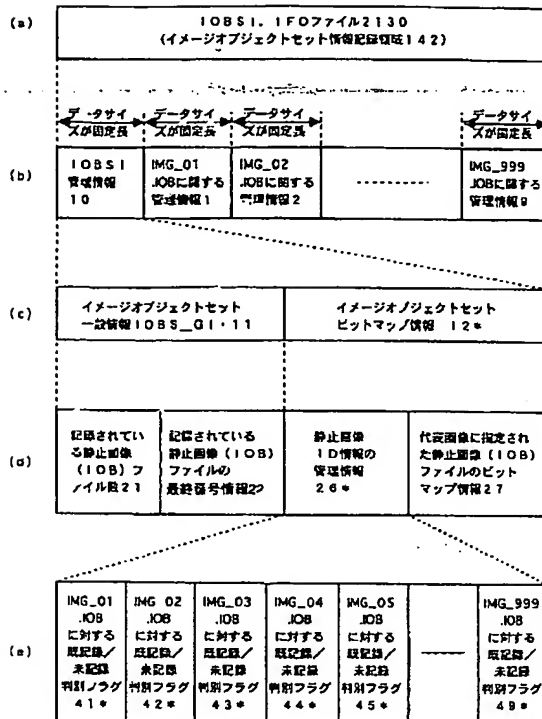 (a)
IOBSI. IFOファイル2130
(イメージオブジェクトセット情報記録領域142)
データサイ
ズが固定長
データサイ
ズが固定長
データサイ
ズが固定長
データサイ
ズが固定長
(b)
IOBSI
管理情報
10
IMG_01
.IOBに関する
管理情報1
IMG_02
.IOBに関する
管理情報2
IMG_999
.IOBに関する
管理情報9
(c)
イメージオブジェクトセット
一般情報IOBS__GI・11
イメージオブジェクトセット
ビットマップ情報 12*
(d)
記録されてい
る静止画像
(IOB)フ
ァイル数21
記録されている
静止画像(IOB)
ファイルの
最終番号情報22
静止画像
ID情報の
管理情報
26*
代表画像に指定され
た静止画像(IOB)
ファイルのビット
マップ情報27
(e)
IMG_01
.IOB
に対する
既記録/
未記録
判別フラグ
41*
IMG_02
.IOB
に対する
既記録/
未記録
判別フラグ
42*
IMG_03
.IOB
に対する
既記録/
未記録
判別フラグ
43*
IMG_04
.IOB
に対する
既記録/
未記録
判別フラグ
44*
IMG_05
.IOB
に対する
既記録/
未記録
判別フラグ
45*
IMG_999
.IOB
に対する
既記録/
未記録
判別フラグ
49*